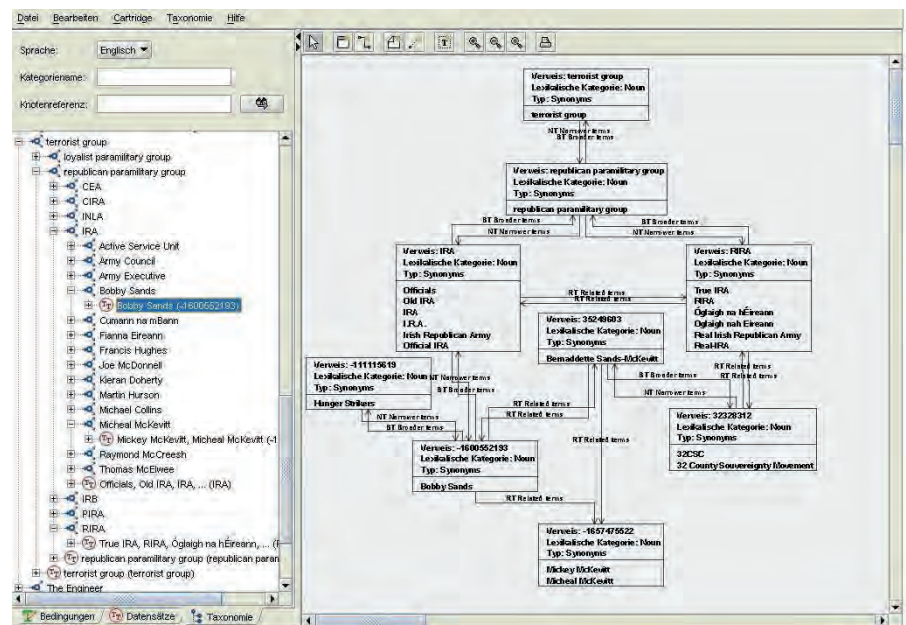 Datei Bearbeiten Cartridge Taxonomie Hilfe
Sprache: Englisch
Kategoriename:
Knotenreferenz:
terrorist group
loyalist paramilitary group
republican paramilitary group
CEA
CIRA
INLA
IRA
Active Service Unit
Army Council
Army Executive
Bobby Sands
Bobby Sands (-1600552193)
Cumann na mBann
Fianna Eireann
Francis Hughes
Joe McDonnell
Kieran Doherty
Martin Hurson
Michael Collins
Micheal McKevitt
Mickey McKevitt, Micheal McKevitt (-1
Raymond McCreesh
Thomas McElwee
Officials, Old IRA, IRA, ... (IRA)
IRB
PIRA
RIRA
True IRA, RIRA, Óglaigh na hÉireann, ... (F
republican paramilitary group (republican param
terrorist group (terrorist group)
The Engineer
Bedingungen Datensätze Taxonomie
Verweis: terrorist group
Lexikalische Kategorie: Noun
Typ: Synonyms
terrorist group
NT Narrower terms
BT Broader terms
Verweis: republican paramilitary group
Lexikalische Kategorie: Noun
Typ: Synonyms
republican paramilitary group
BT Broader terms
NT Narrower terms
BT Broader terms
NT Narrower terms
Verweis: IRA
Lexikalische Kategorie: Noun
Typ: Synonyms
Officials
Old IRA
IRA
I.R.A.
Irish Republican Army
Official IRA
RT Related terms
RT Related terms
Verweis: RIRA
Lexikalische Kategorie: Noun
Typ: Synonyms
True IRA
RIRA
Óglaigh na hÉireann
Oglaigh nah Eireann
Real Irish Republican Army
Real-IRA
Verweis: 35249603
Lexikalische Kategorie: Noun
Typ: Synonyms
Bernaddette Sands-McKevitt
Verweis: -111115619
Lexikalische Kategorie: Noun
Typ: Synonyms
Hunger Strikers
NT Narrower terms
BT Broader terms
NT Narrower terms
BT Broader terms
RT Related terms
RT Related terms
RT Related terms
RT Related terms
BT Broader terms
NT Narrower terms
Verweis: 32328312
Lexikalische Kategorie: Noun
Typ: Synonyms
32CSC
32 County Souvereignty Movement
Verweis: -1600552193
Lexikalische Kategorie: Noun
Typ: Synonyms
Bobby Sands
RT Related terms
RT Related terms
Verweis: -1657475522
Lexikalische Kategorie: Noun
Typ: Synonyms
Mickey McKevitt
Micheal McKevitt